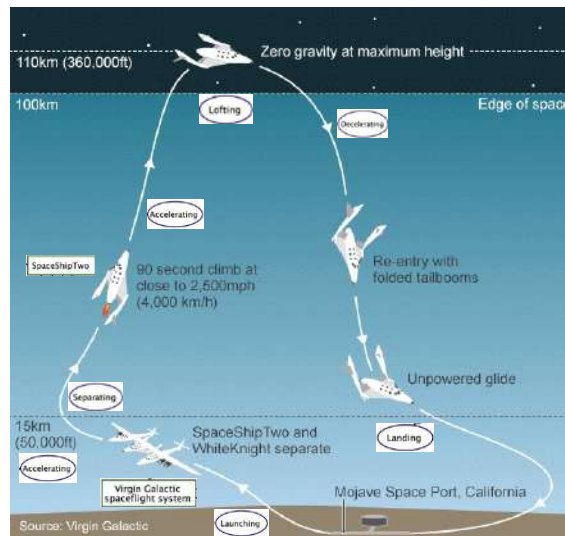 Zero gravity at maximum height
110km (360,000ft)
100km
Edge of space
Lofting
Decelerating
Accelerating
SpaceShipTwo
90 second climb at
close to 2,500mph
(4,000 km/h)
Re-entry with
folded tailbooms
Unpowered glide
Separating
15km
(50,000ft)
SpaceShipTwo and
WhiteKnight separate
Landing
Accelerating
Virgin Galactic
spaceflight system
Mojave Space Port, California
Launching
Source: Virgin Galactic